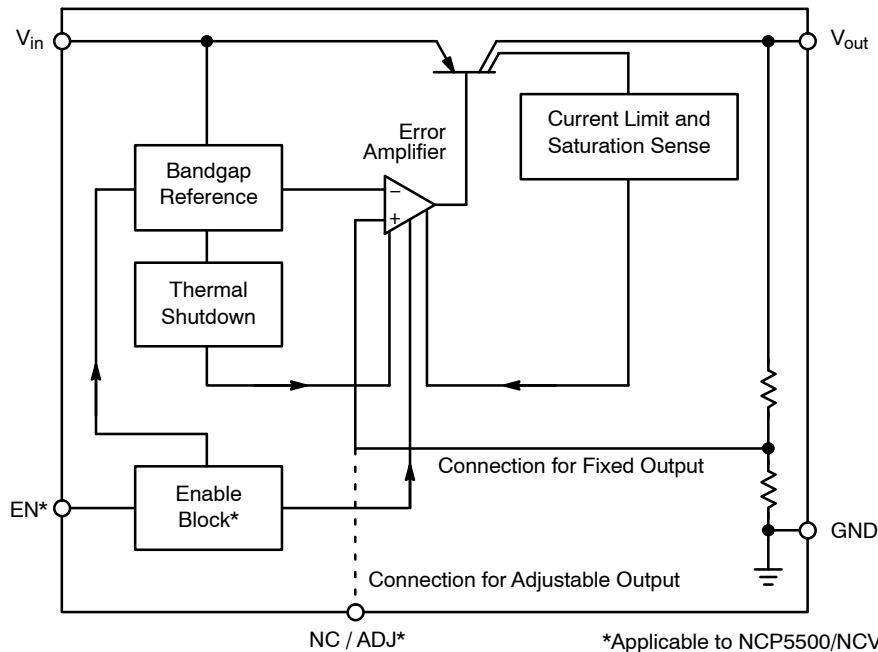 Vin
Vout
Error
Amplifier
Current Limit and
Saturation Sense
Bandgap
Reference
−
+
Thermal
Shutdown
Connection for Fixed Output
EN*
Enable
Block*
GND
Connection for Adjustable Output
NC / ADJ*
*Applicable to NCP5500/NCV